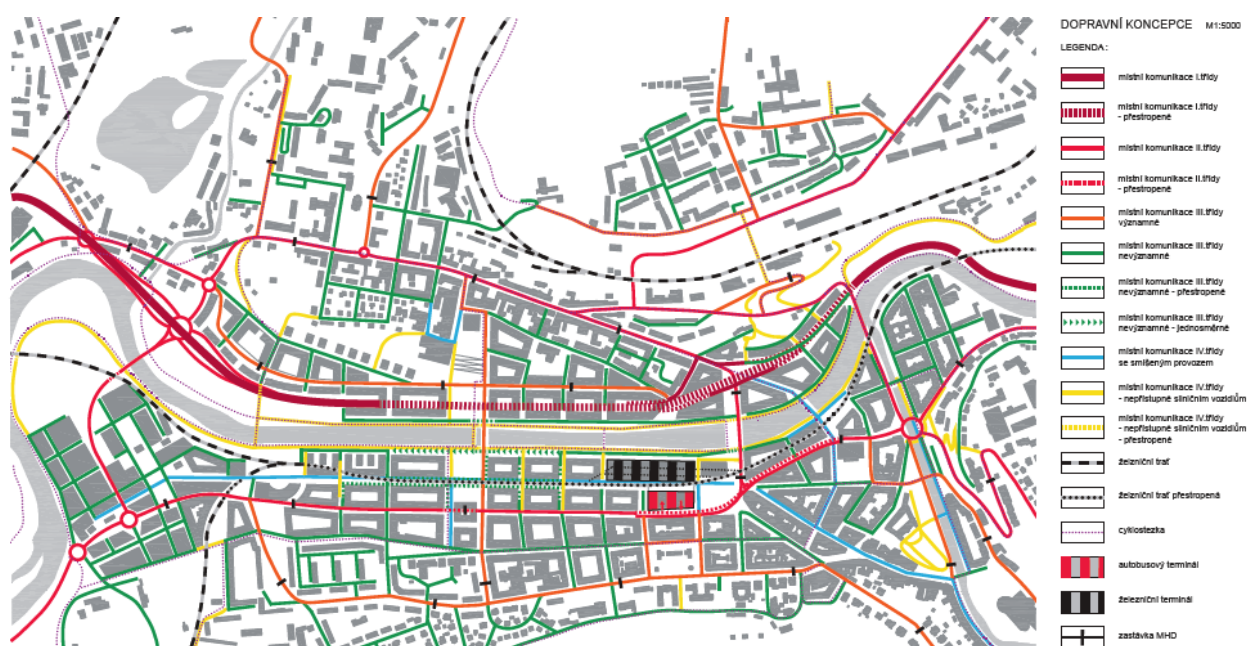 DOPRAVNÍ KONCEPCE M1:5000
LEGENDA:
místní komunikace I.třídy
místní komunikace I.třídy
- přestropené
místní komunikace II.třídy
místní komunikace II.třídy
- přestropené
místní komunikace III.třídy
významné
místní komunikace III.třídy
nevýznamné
místní komunikace III.třídy
nevýznamné - přestropené
místní komunikace III.třídy
nevýznamné - jednosměrné
místní komunikace IV.třídy
se smíšeným provozem
místní komunikace IV.třídy
- nepřístupné silničním vozidlům
místní komunikace IV.třídy
- nepřístupné silničním vozidlům
- přestropené
železniční trať
železniční trať přestropená
cyklostezka
autobusový terminál
železniční terminál
zastávka MHD